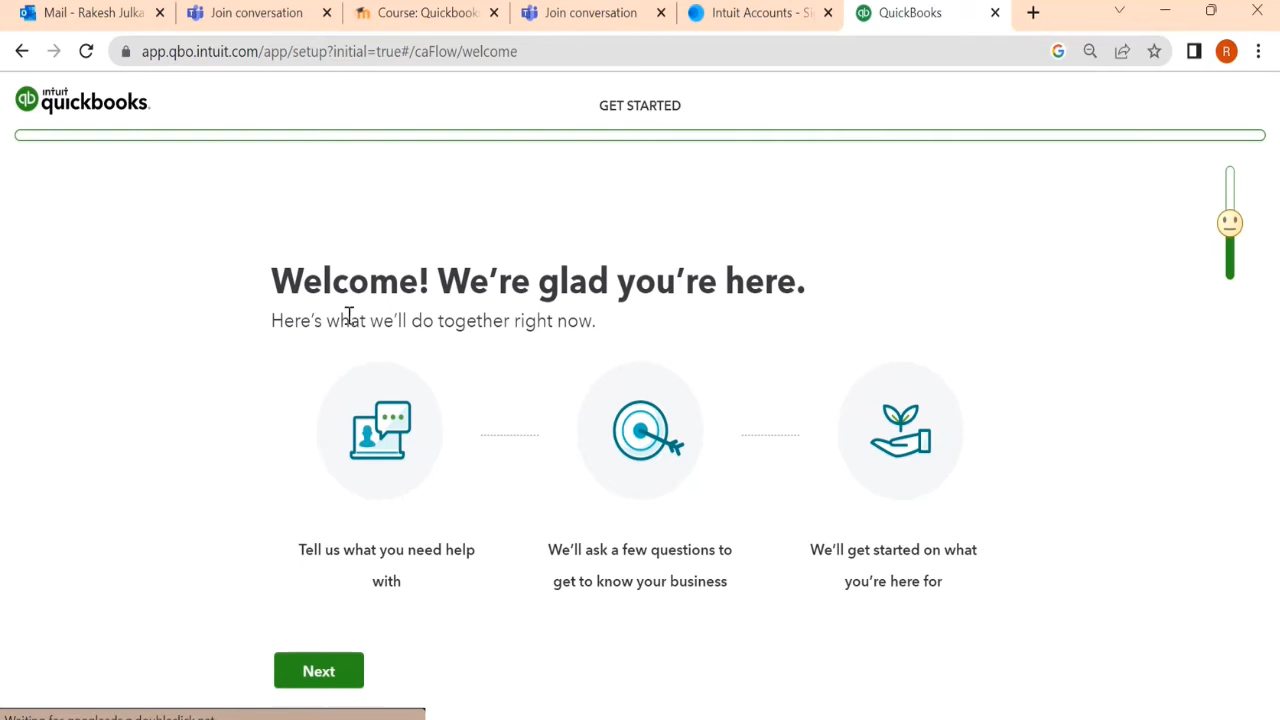 Mail - Rakesh Julka
Join conversation
Course: Quickbook
Join conversation
Intuit Accounts - Si
QuickBooks
app.qbo.intuit.com/app/setup?initial=true#/caFlow/welcome
R
intuit
quickbooks.
qb
GET STARTED
Welcome! We're glad you're here.
Here's what we'll do together right now.
Tell us what you need help
with
We'll ask a few questions to
get to know your business
We'll get started on what
you're here for
Next